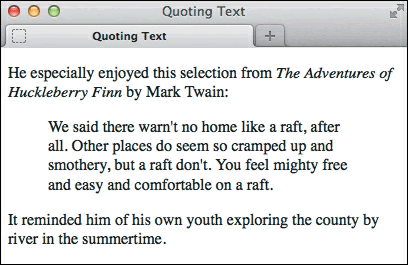 Quoting Text
Quoting Text
He especially enjoyed this selection from The Adventures of
Huckleberry Finn by Mark Twain:
We said there warn't no home like a raft, after
all. Other places do seem so cramped up and
smothery, but a raft don't. You feel mighty free
and easy and comfortable on a raft.
It reminded him of his own youth exploring the county by
river in the summertime.